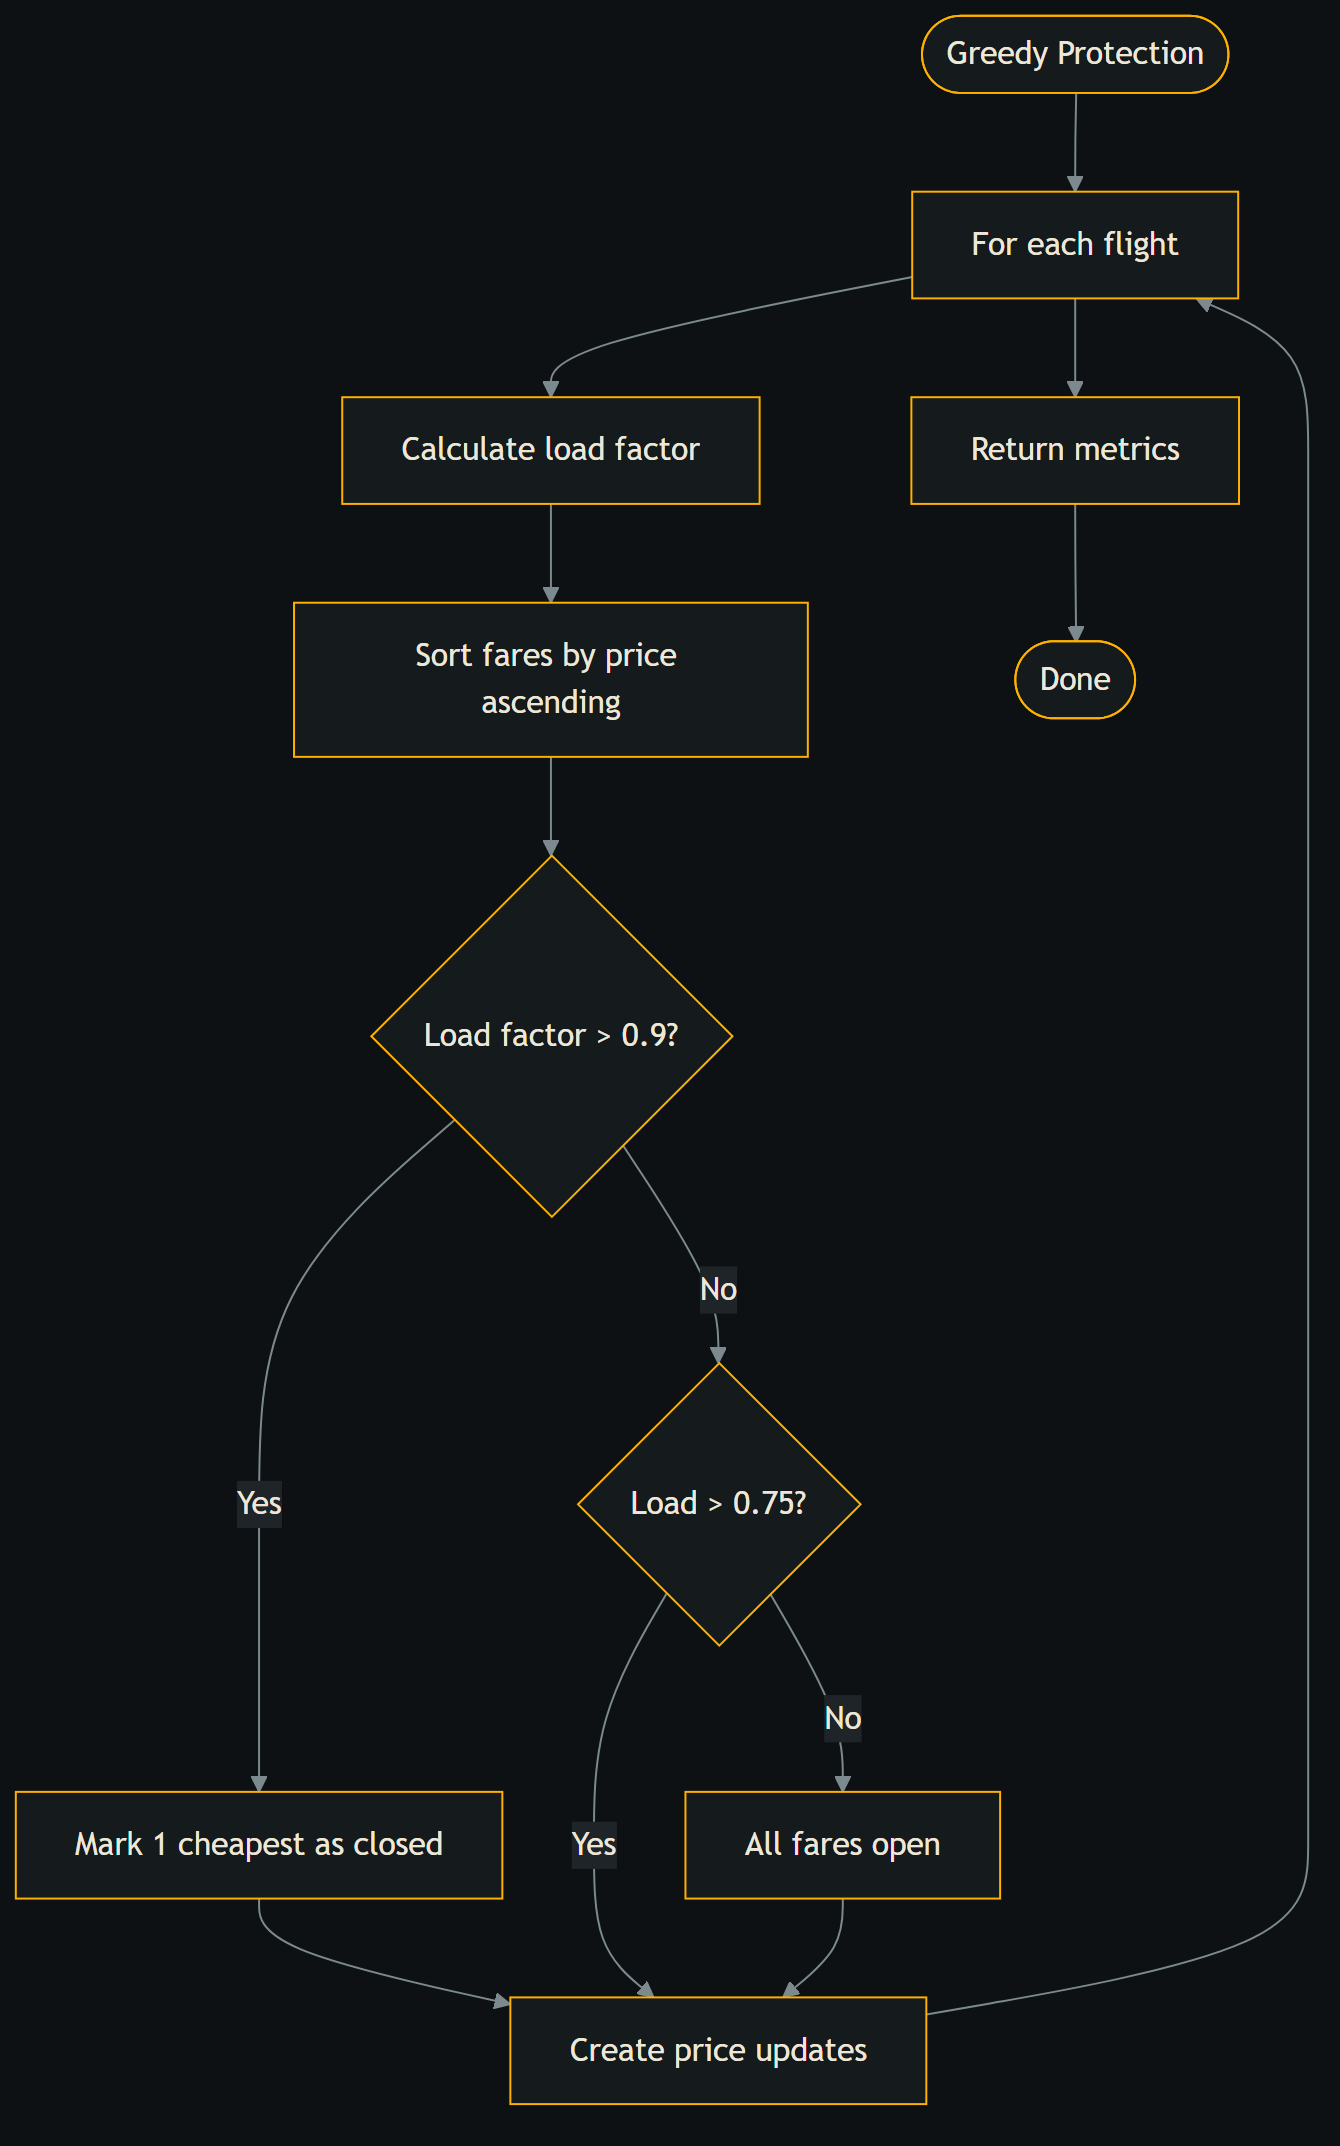 Greedy Protection
For each flight
Calculate load factor
Return metrics
Sort fares by price
ascending
Done
Load factor > 0.9?
No
Yes
Load > 0.75?
No
Mark 1 cheapest as closed
Yes
All fares open
Create price updates